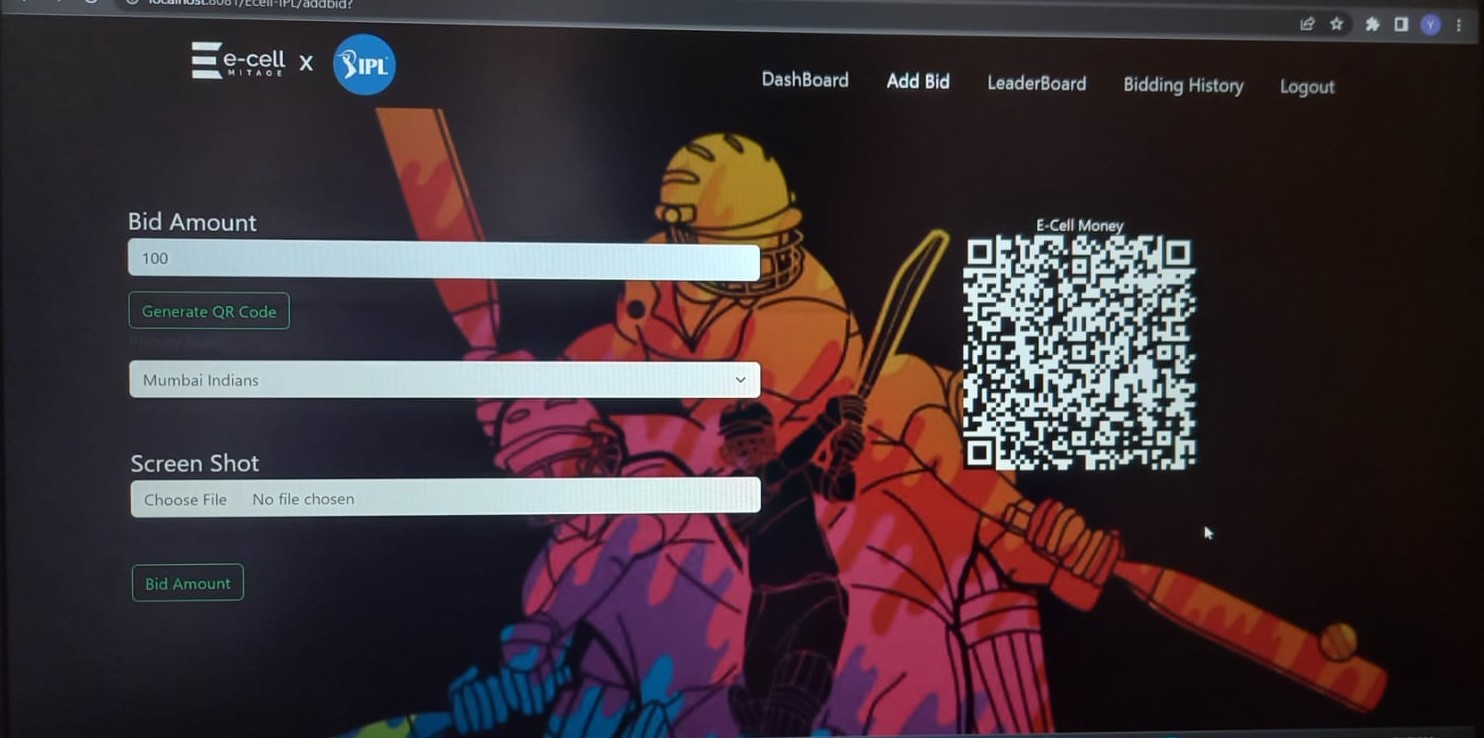 localhost:8081/Ecell-IPL/addbid?
e-cell X IPL
MITAOE
DashBoard Add Bid LeaderBoard Bidding History Logout
Bid Amount
100
Generate QR Code
Mumbai Indians
Screen Shot
Choose File No file chosen
Bid Amount
E-Cell Money
Y